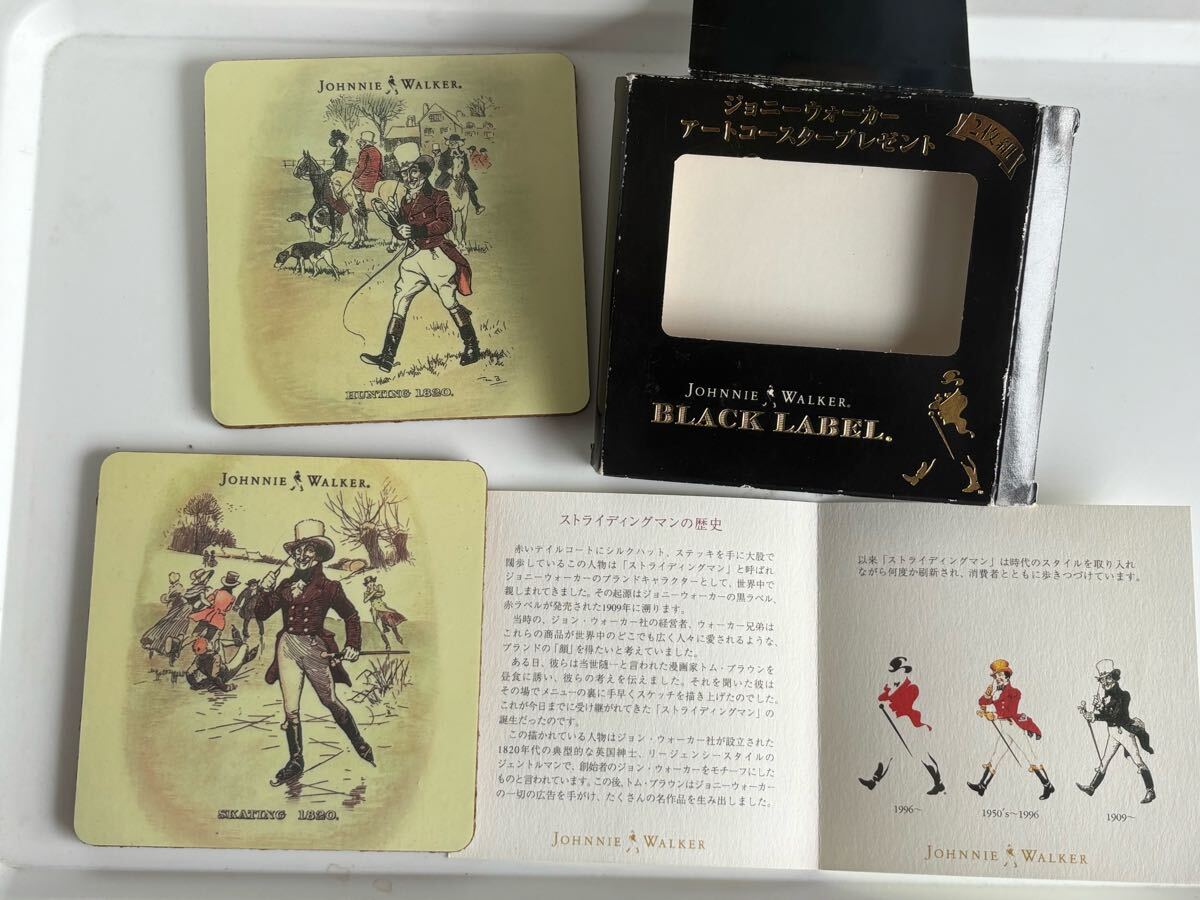 JOHNNIE WALKER.
HUNTING 1820.
JOHNNIE WALKER.
SKATING 1820.
ジョニーウォーカー
アートコースタープレゼント
2枚組
JOHNNIE WALKER.
BLACK LABEL.
ストライディングマンの歴史
赤いテイルコートにシルクハット、ステッキを手に大股で
闊歩しているこの人物は「ストライディングマン」と呼ばれ
ジョニーウォーカーのブランドキャラクターとして、世界中で
親しまれてきました。その起源はジョニーウォーカーの黒ラベル、
赤ラベルが発売された1909年に溯ります。
当時の、ジョン・ウォーカー社の経営者、ウォーカー兄弟は
これらの商品が世界中のどこでも広く人々に愛されるような、
ブランドの「顔」を得たいと考えていました。
ある日、彼らは当世随一と言われた漫画家トム・ブラウンを
昼食に誘い、彼らの考えを伝えました。それを聞いた彼は
その場でメニューの裏に手早くスケッチを描き上げたのでした。
これが今日までに受け継がれてきた「ストライディングマン」の
誕生だったのです。
この描かれている人物はジョン・ウォーカー社が設立された
1820年代の典型的な英国紳士、リージェンシースタイルの
ジェントルマンで、創始者のジョン・ウォーカーをモチーフにした
ものと言われています。この後、トム・ブラウンはジョニーウォーカー
の一切の広告を手がけ、たくさんの名作品を生み出しました。
JOHNNIE WALKER
以来「ストライディングマン」は時代のスタイルを取り入れ
ながら何度か刷新され、消費者とともに歩きつづけています。
1996~
1950's~1996
1909~
JOHNNIE WALKER